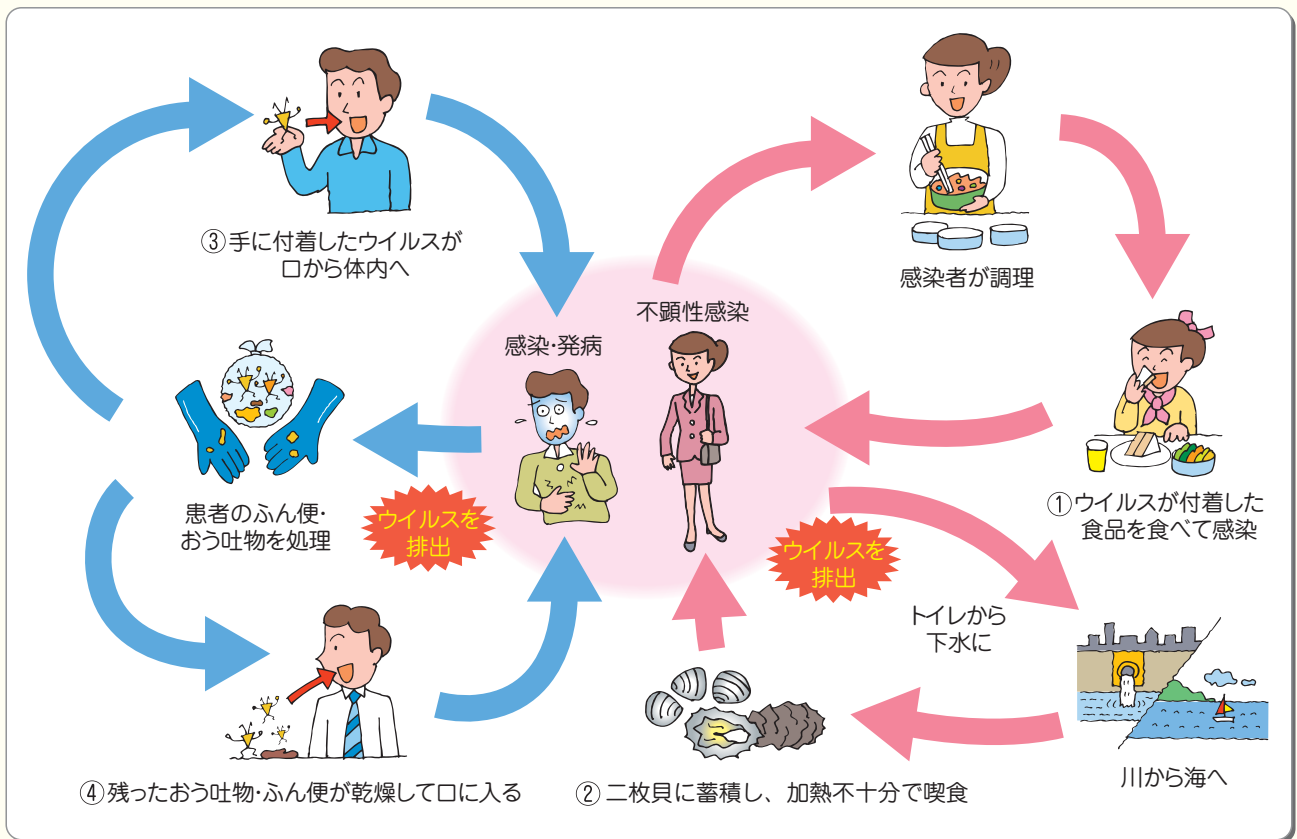 ③手に付着したウイルスが
口から体内へ
感染者が調理
不顕性感染
感染・発病
患者のふん便・
おう吐物を処理
ウイルスを
排出
①ウイルスが付着した
食品を食べて感染
ウイルスを
排出
トイレから
下水に
川から海へ
④残ったおう吐物・ふん便が乾燥して口に入る
②二枚貝に蓄積し、加熱不十分で喫食